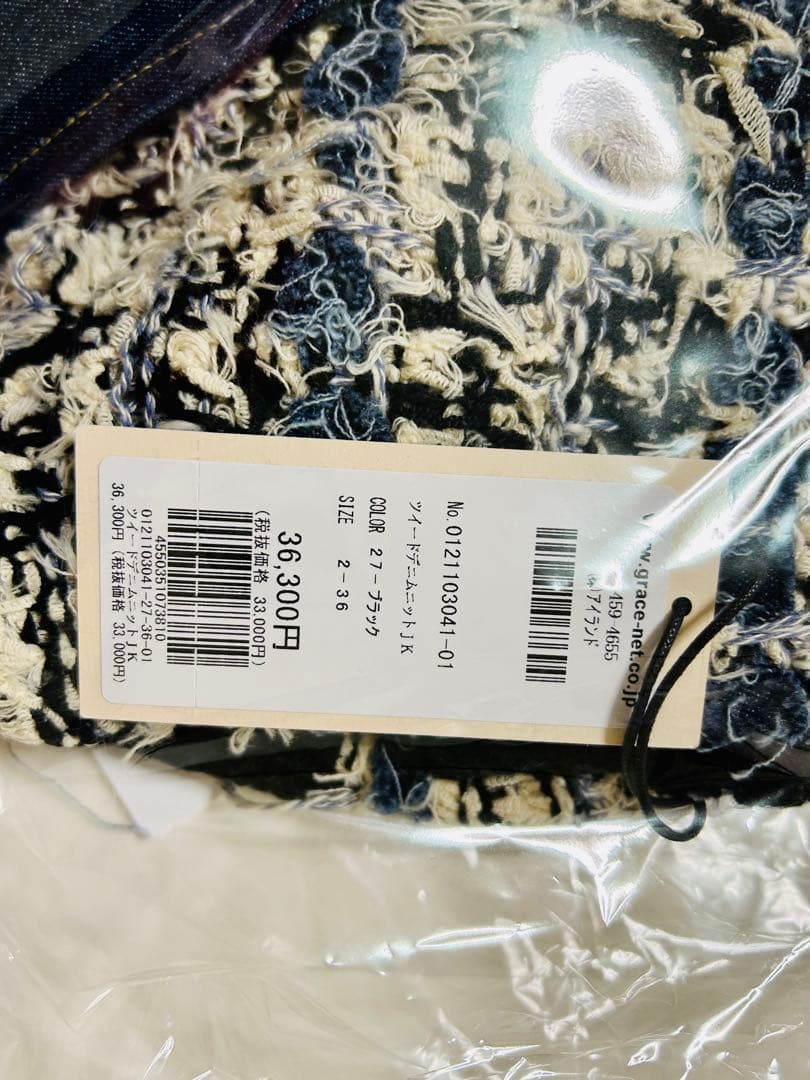 www.grace-net.co.jp
459-4655
アイランド
No. 0121103041-01
ツイードデニムニットJK
COLOR 27-ブラック
SIZE 2-36
36,300円
(税抜価格 33,000円)
4550351073810
0121103041-27-36-01
ツイードデニムニットJK
36,300円 (税抜価格 33,000円)